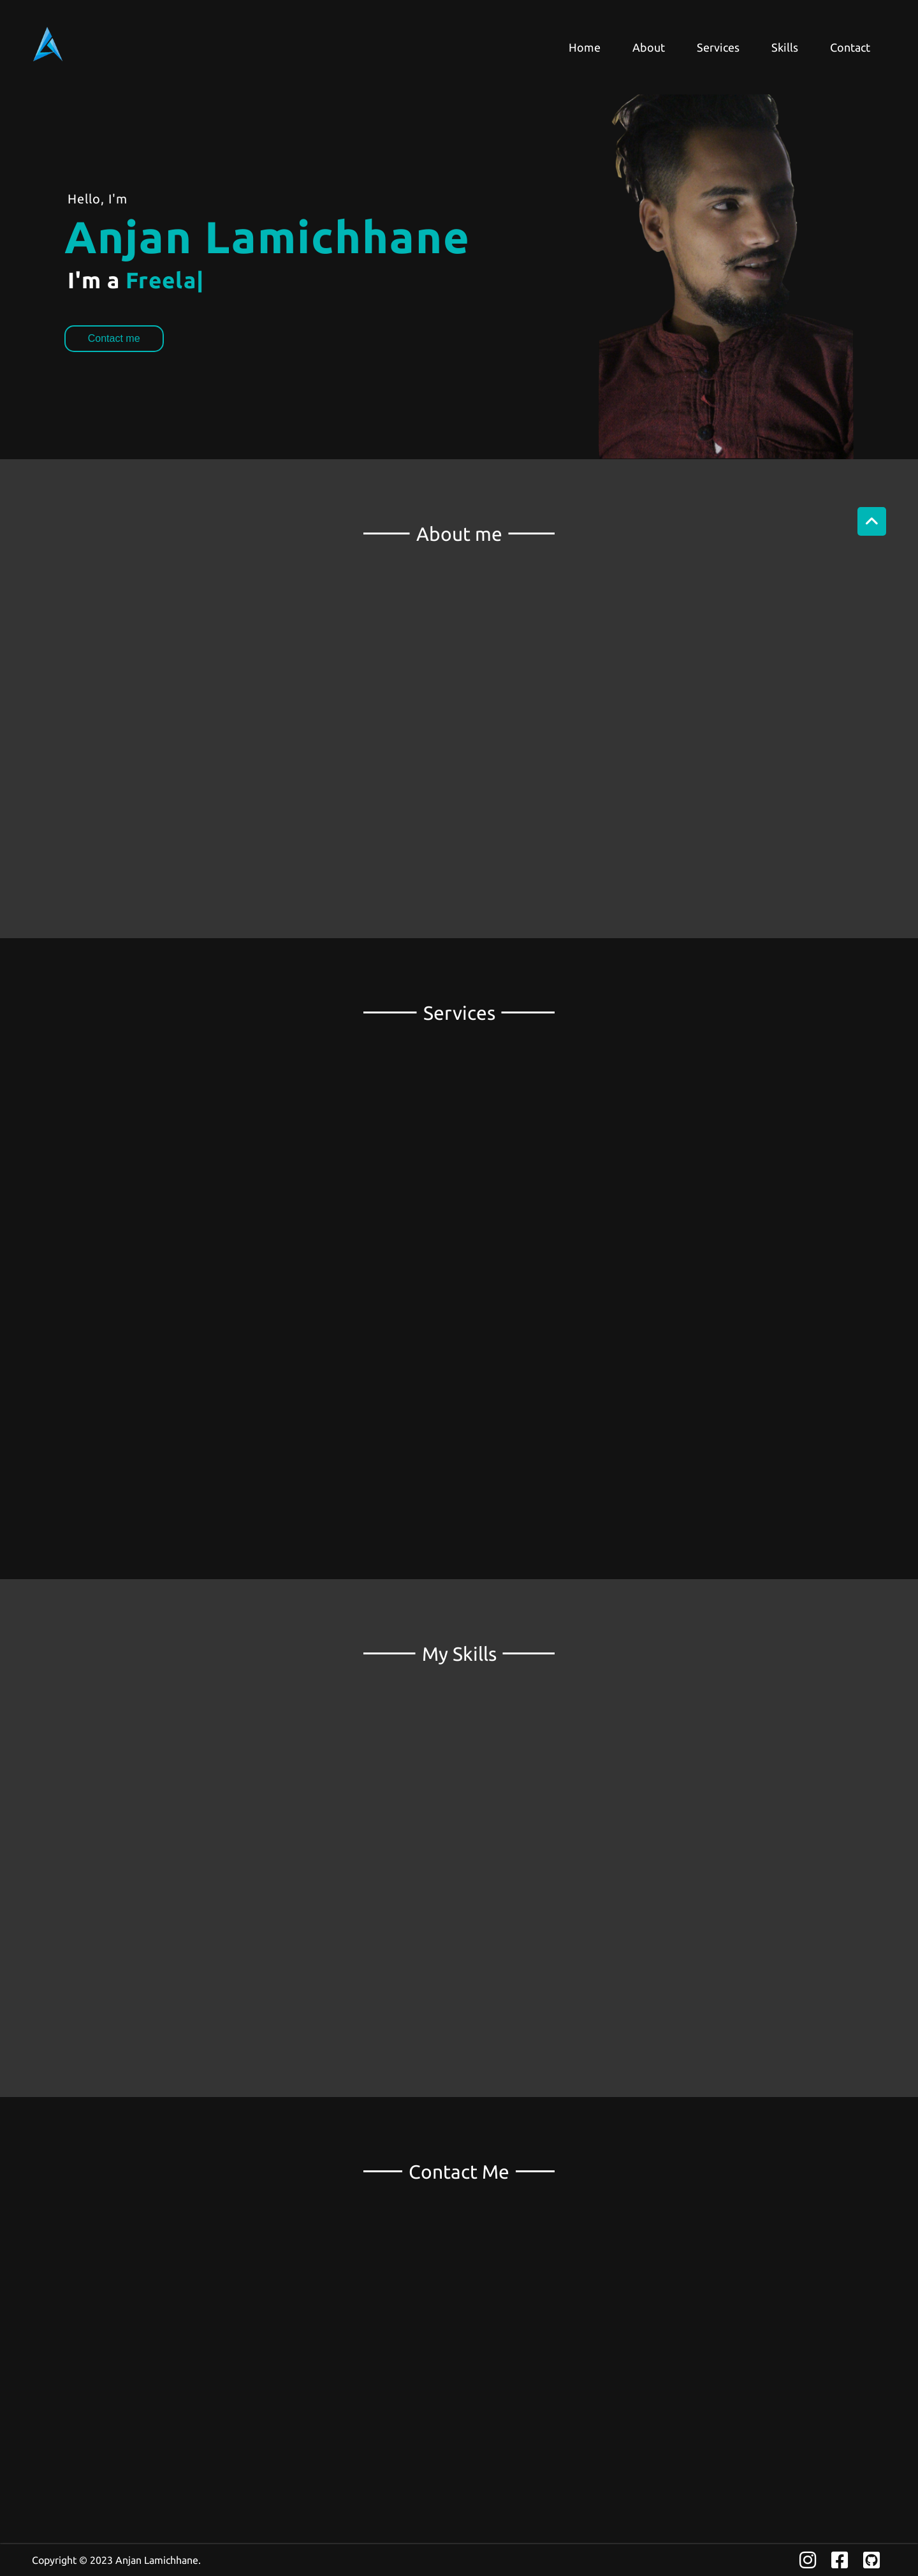 Home About Services Skills Contact
Hello, I'm
Anjan Lamichhane
I'm a Freela|
Contact me
About me
Services
My Skills
Contact Me
Copyright © 2023 Anjan Lamichhane.